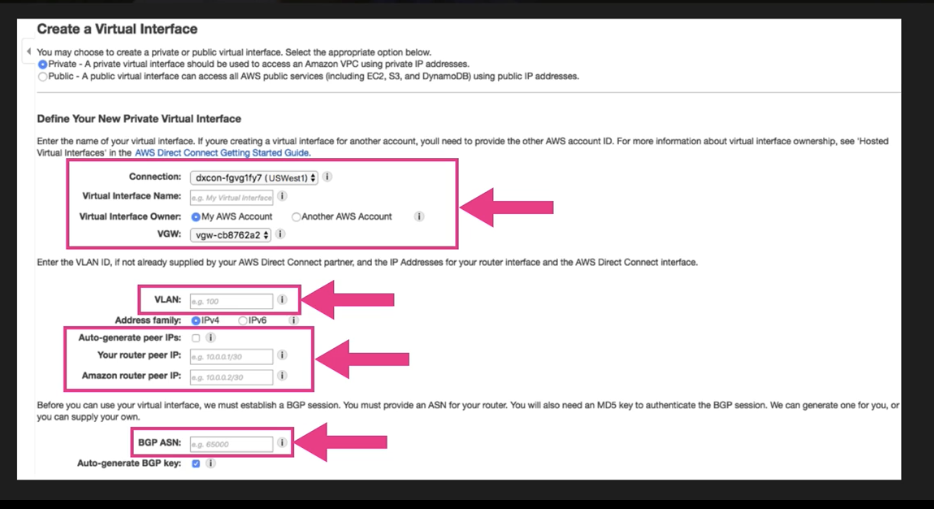 Create a Virtual Interface
You may choose to create a private or public virtual interface. Select the appropriate option below.
Private - A private virtual interface should be used to access an Amazon VPC using private IP addresses.
Public - A public virtual interface can access all AWS public services (including EC2, S3, and DynamoDB) using public IP addresses.
Define Your New Private Virtual Interface
Enter the name of your virtual interface. If youre creating a virtual interface for another account, youll need to provide the other AWS account ID. For more information about virtual interface ownership, see 'Hosted
Virtual Interfaces' in the AWS Direct Connect Getting Started Guide.
Connection: dxcon-fgvg1fy7 (USWest1) i
Virtual Interface Name: e.g. My Virtual Interface i
Virtual Interface Owner: My AWS Account Another AWS Account i
VGW: vgw-cb8762a2 i
Enter the VLAN ID, if not already supplied by your AWS Direct Connect partner, and the IP Addresses for your router interface and the AWS Direct Connect interface.
VLAN: e.g. 100 i
Address family: IPv4 IPv6 i
Auto-generate peer IPs: i
Your router peer IP: e.g. 10.0.0.1/30 i
Amazon router peer IP: e.g. 10.0.0.2/30 i
Before you can use your virtual interface, we must establish a BGP session. You must provide an ASN for your router. You will also need an MD5 key to authenticate the BGP session. We can generate one for you, or
you can supply your own.
BGP ASN: e.g. 65000 i
Auto-generate BGP key: i